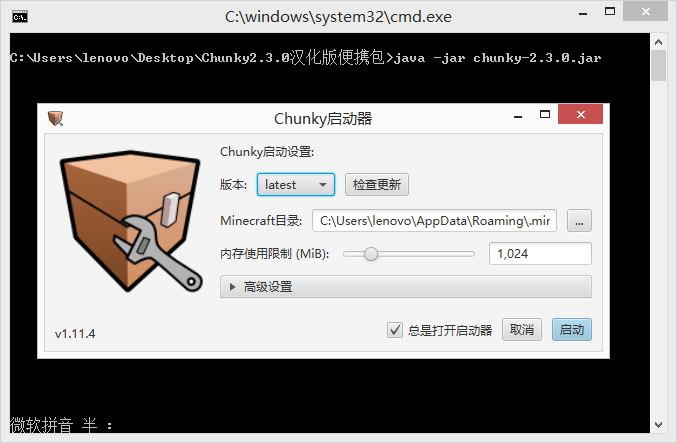 C:\windows\system32\cmd.exe
C:\Users\lenovo\Desktop\Chunky2.3.0汉化版便携包>java -jar chunky-2.3.0.jar
Chunky启动器
Chunky启动设置:
版本: latest 检查更新
Minecraft目录: C:\Users\lenovo\AppData\Roaming\.mir ...
内存使用限制 (MiB): 1,024
高级设置
v1.11.4 总是打开启动器 取消 启动
微软拼音 半 :